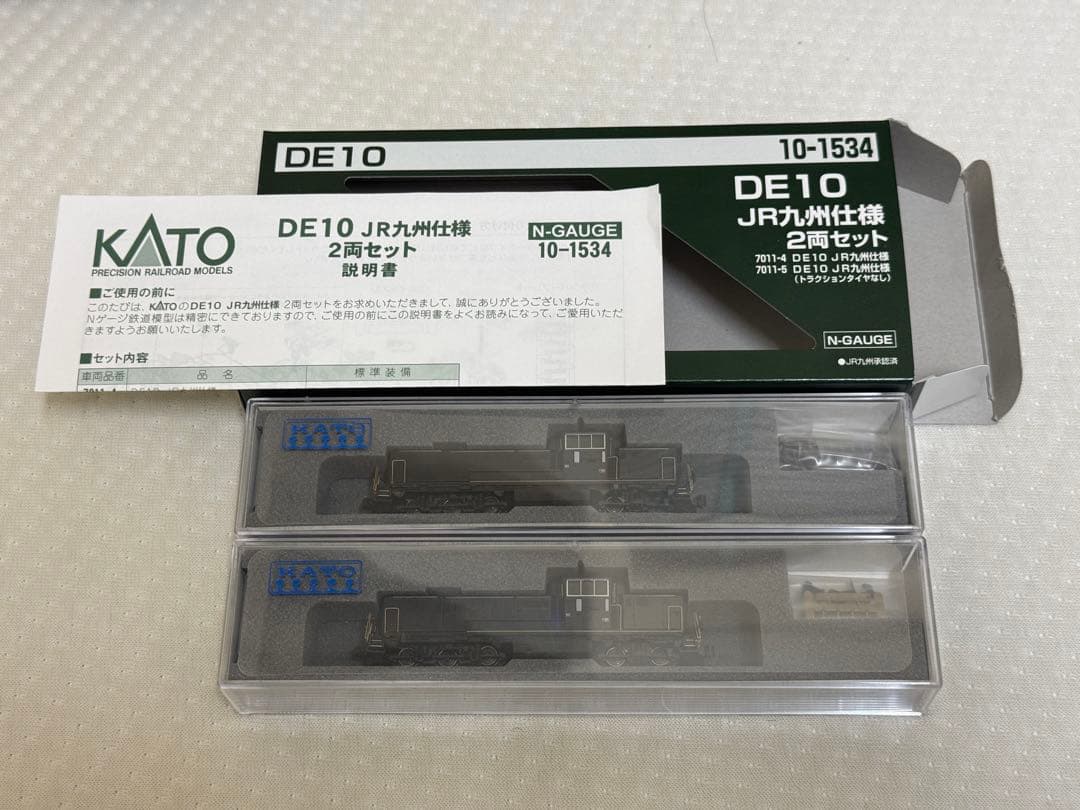 DE10
10-1534
DE10
JR九州仕様
2両セット
7011-4 DE10 JR九州仕様
7011-5 DE10 JR九州仕様
(トラクションタイヤなし)
N-GAUGE
●JR九州承認済
KATO
PRECISION RAILROAD MODELS
DE10 JR九州仕様
2両セット
説明書
N-GAUGE
10-1534
■ご使用の前に
このたびは、KATOのDE10 JR九州仕様 2両セットをお求めいただきまして、誠にありがとうございました。
Nゲージ鉄道模型は精密にできておりますので、ご使用の前にこの説明書をよくお読みになって、ご愛用いただ
きますようお願いいたします。
■セット内容
車両品番 品名 標準装備
7011-4 DE10 JR九州仕様
KATO
KATO